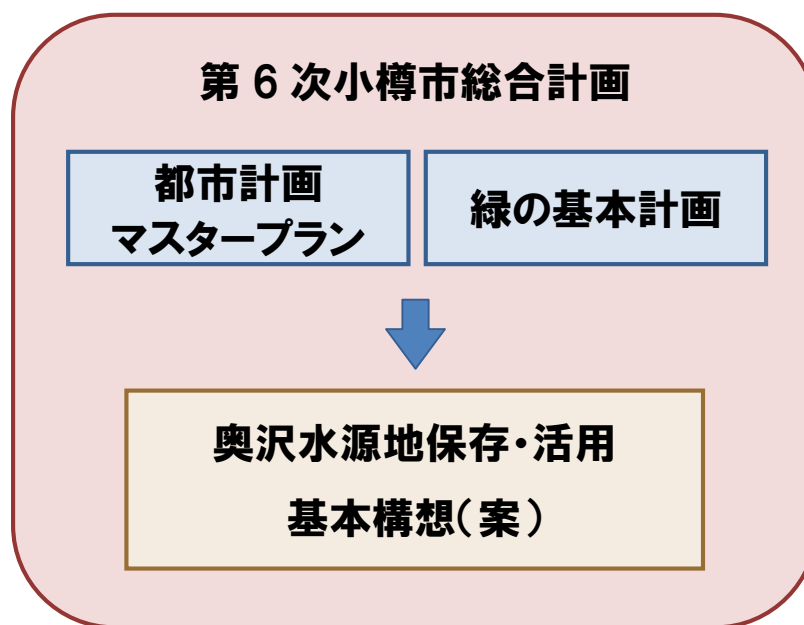 第6次小樽市総合計画
都市計画
マスタープラン
緑の基本計画
奥沢水源地保存・活用
基本構想(案)